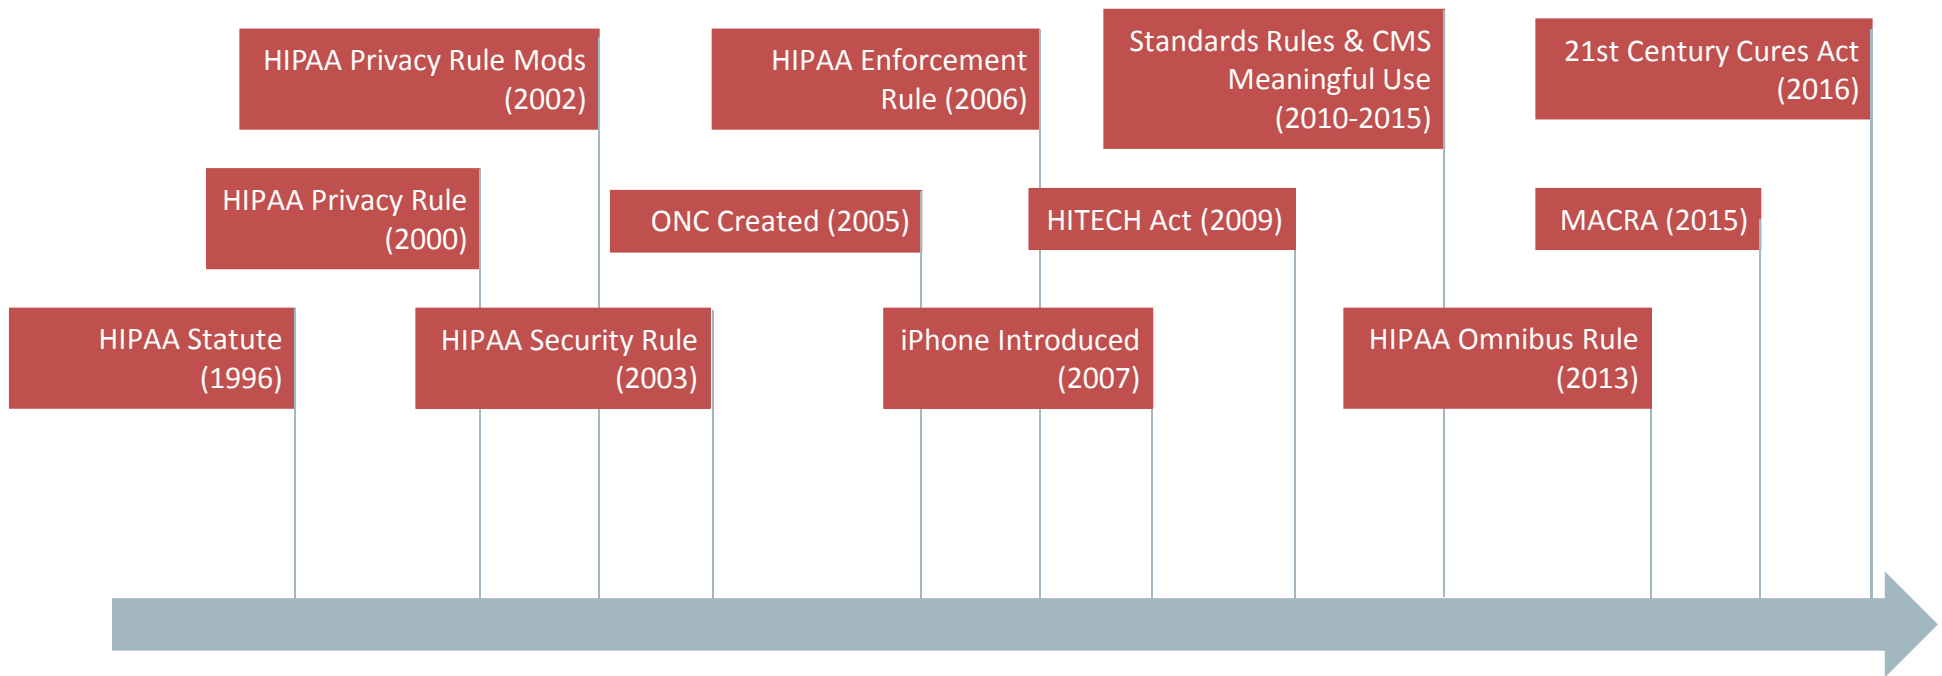 HIPAA Privacy Rule Mods
(2002)
HIPAA Enforcement
Rule (2006)
Standards Rules & CMS
Meaningful Use
(2010-2015)
21st Century Cures Act
(2016)
HIPAA Privacy Rule
(2000)
ONC Created (2005)
HITECH Act (2009)
MACRA (2015)
HIPAA Statute
(1996)
HIPAA Security Rule
(2003)
iPhone Introduced
(2007)
HIPAA Omnibus Rule
(2013)